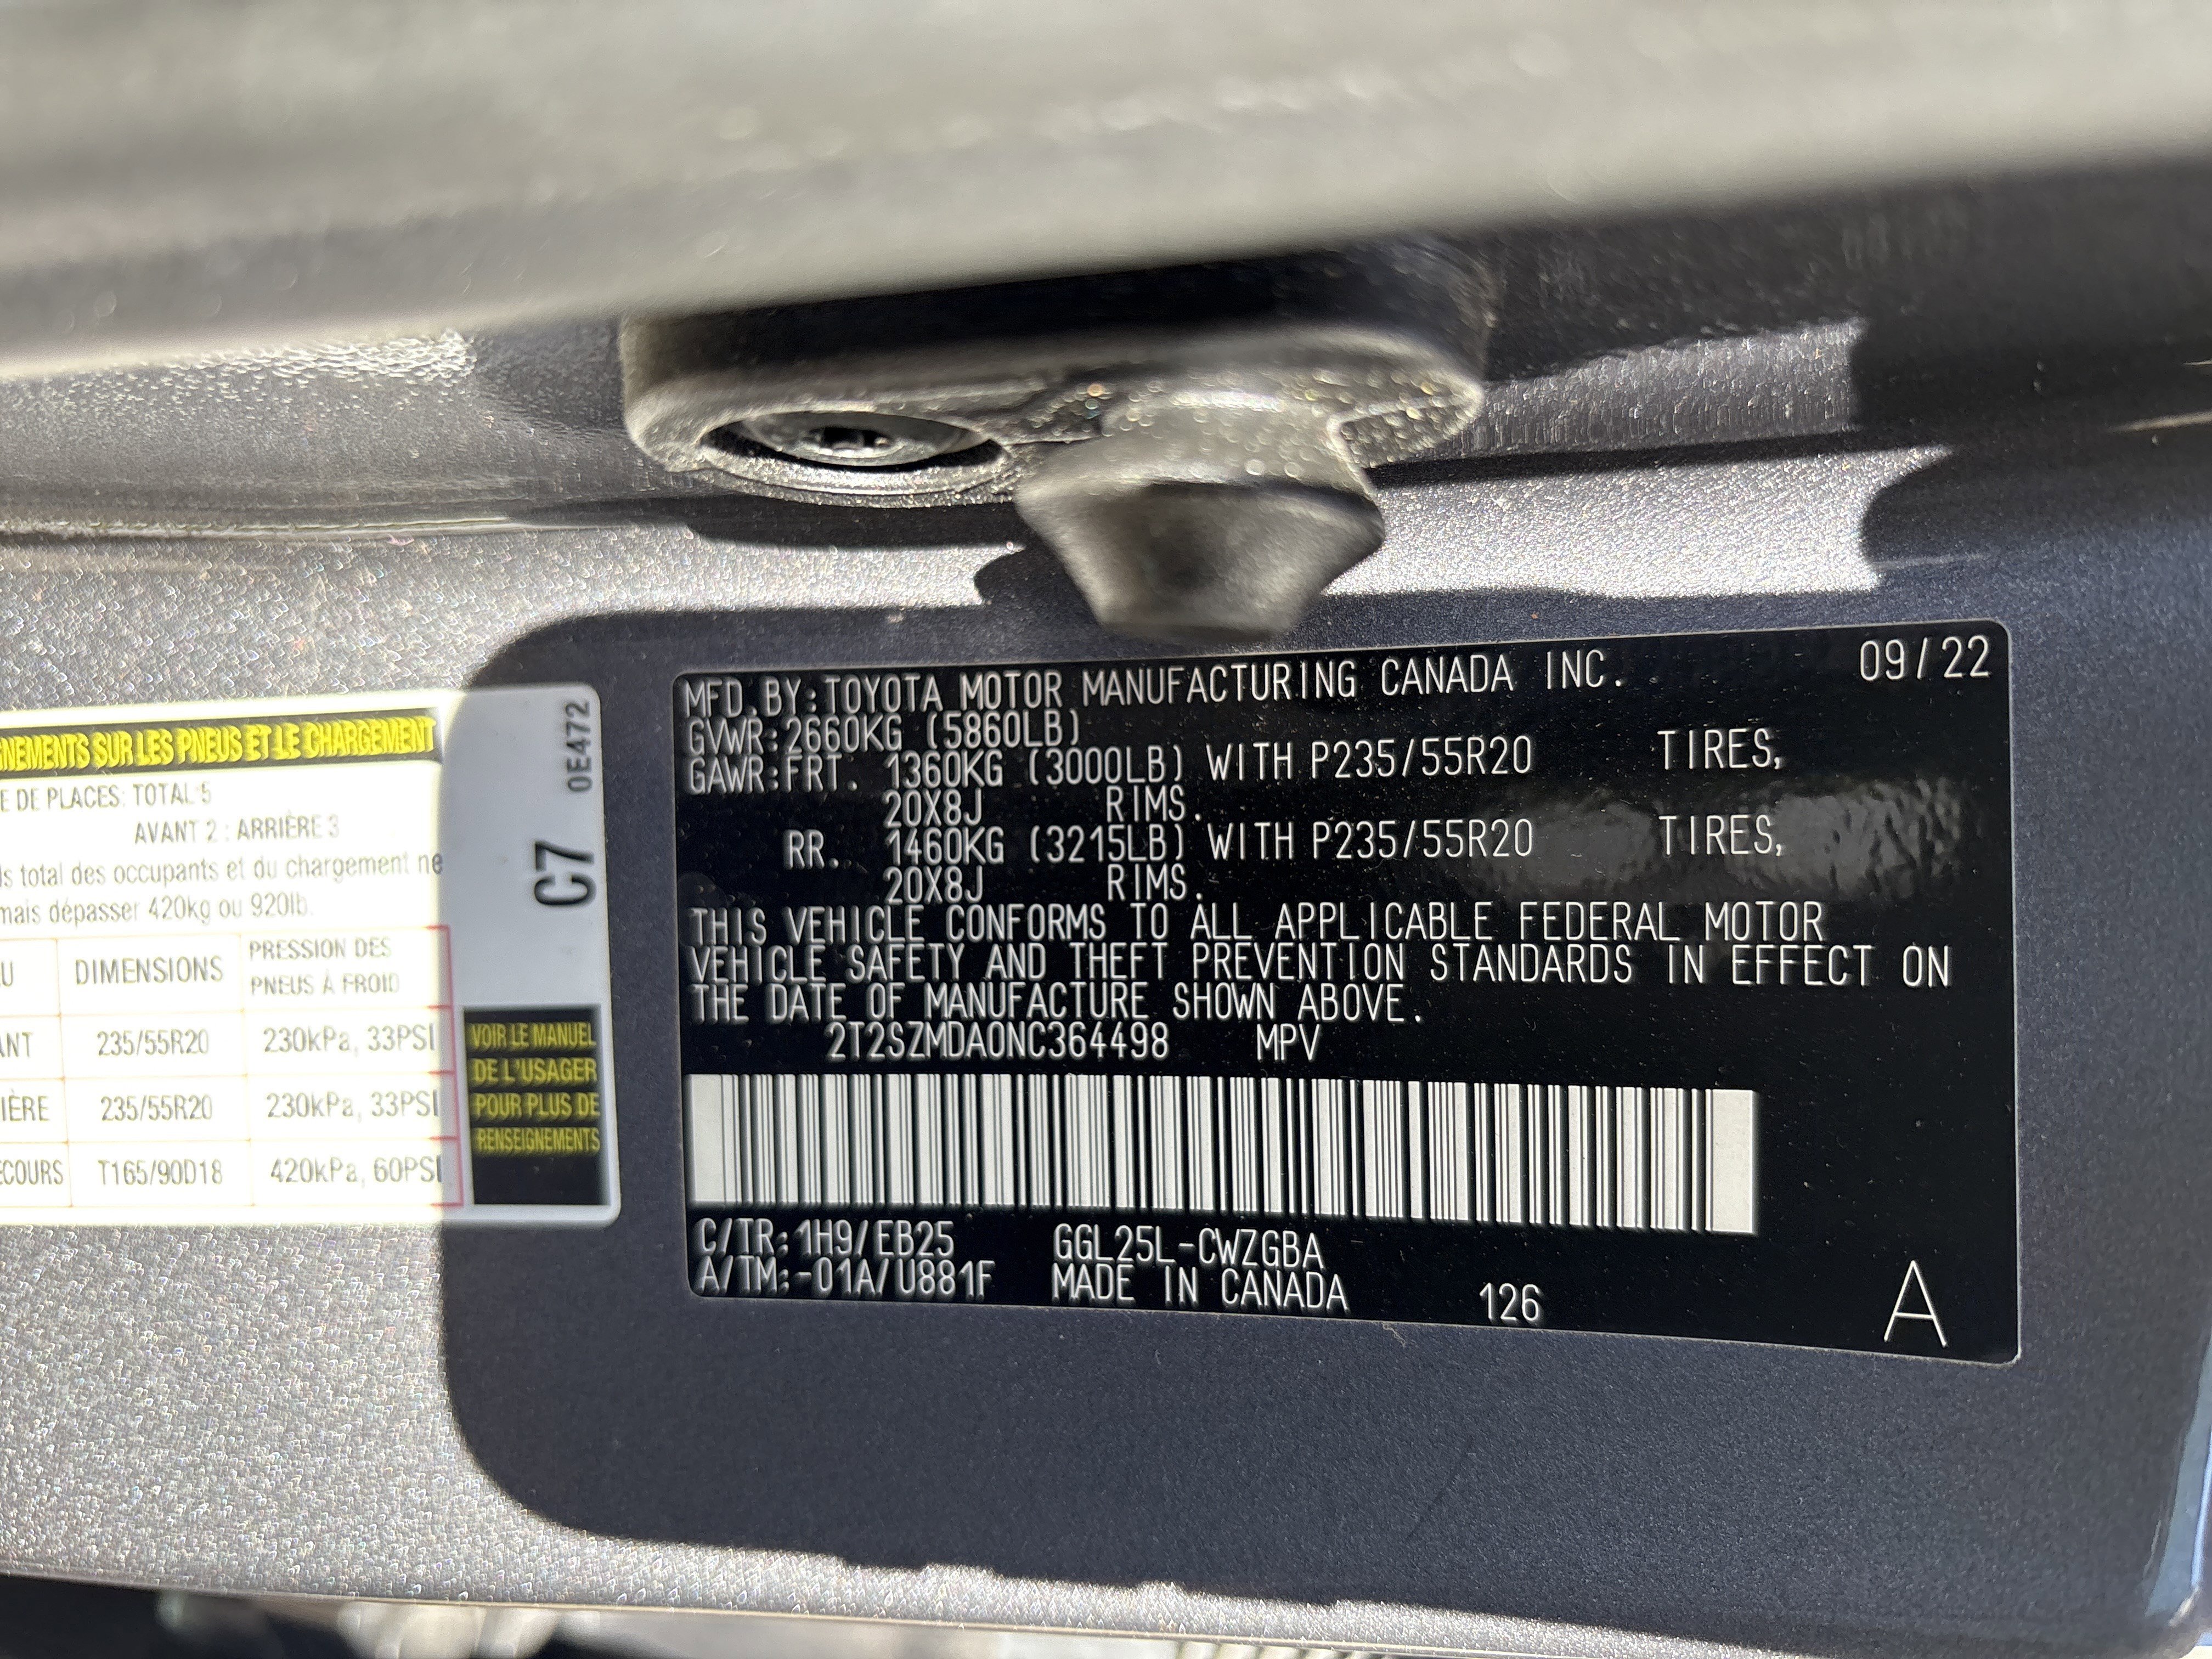 MFD.BY:TOYOTA MOTOR MANUFACTURING CANADA INC. 09/22
GVWR:2660KG (5860LB)
GAWR:FRT. 1360KG (3000LB) WITH P235/55R20 TIRES,
20X8J RIMS.
RR. 1460KG (3215LB) WITH P235/55R20 TIRES,
20X8J RIMS.
THIS VEHICLE CONFORMS TO ALL APPLICABLE FEDERAL MOTOR
VEHICLE SAFETY AND THEFT PREVENTION STANDARDS IN EFFECT ON
THE DATE OF MANUFACTURE SHOWN ABOVE.
2T2SZMDA0NC364498 MPV
C/TR:1H9/EB25 GGL25L-CWZGBA
A/TM:-01A/U881F MADE IN CANADA 126 A
SUR LES PNEUS ET LE CHARGEMENT
DE PLACES: TOTAL 5
AVANT 2 : ARRIÈRE 3
total des occupants et du chargement ne
dépasser 420kg ou 920lb.
DIMENSIONS
PRESSION DES
PNEUS À FROID
235/55R20 230kPa, 33PSI
235/55R20 230kPa, 33PSI
T165/90D18 420kPa, 60PSI
0E472
C7
VOIR LE MANUEL
DE L'USAGER
POUR PLUS DE
RENSEIGNEMENTS